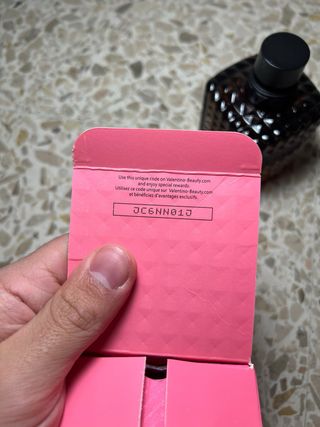 Use this unique code on Valentino-Beauty.com
and enjoy special rewards.
Utilisez ce code unique sur Valentino-Beauty.com
et bénéficiez d'avantages exclusifs.
JC6NN01J